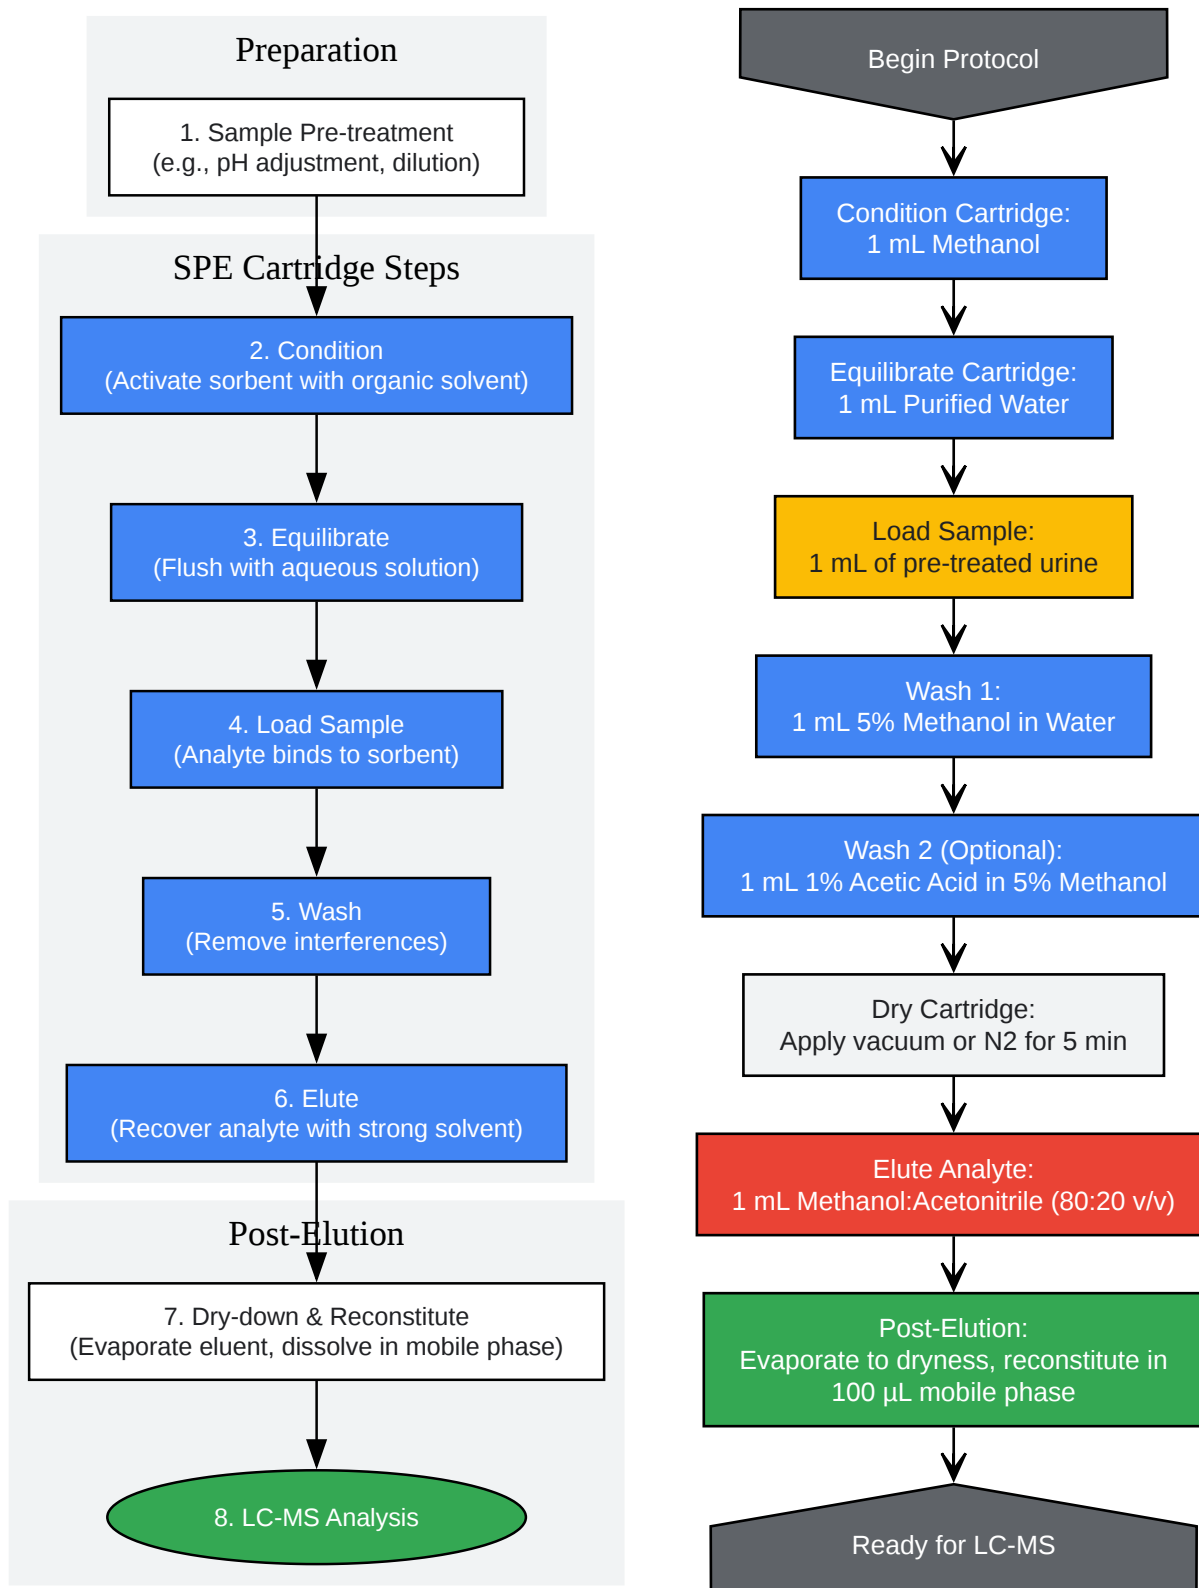 Preparation
1. Sample Pre-treatment
(e.g., pH adjustment, dilution)
SPE Cartridge Steps
2. Condition
(Activate sorbent with organic solvent)
3. Equilibrate
(Flush with aqueous solution)
4. Load Sample
(Analyte binds to sorbent)
5. Wash
(Remove interferences)
6. Elute
(Recover analyte with strong solvent)
Post-Elution
7. Dry-down & Reconstitute
(Evaporate eluent, dissolve in mobile phase)
8. LC-MS Analysis
Begin Protocol
Condition Cartridge:
1 mL Methanol
Equilibrate Cartridge:
1 mL Purified Water
Load Sample:
1 mL of pre-treated urine
Wash 1:
1 mL 5% Methanol in Water
Wash 2 (Optional):
1 mL 1% Acetic Acid in 5% Methanol
Dry Cartridge:
Apply vacuum or N2 for 5 min
Elute Analyte:
1 mL Methanol:Acetonitrile (80:20 v/v)
Post-Elution:
Evaporate to dryness, reconstitute in
100 µL mobile phase
Ready for LC-MS